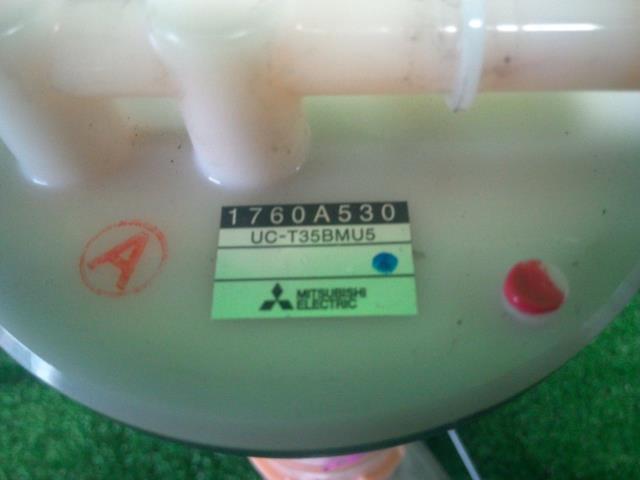 1760A530
UC-T35BMU5
MITSUBISHI
ELECTRIC
A